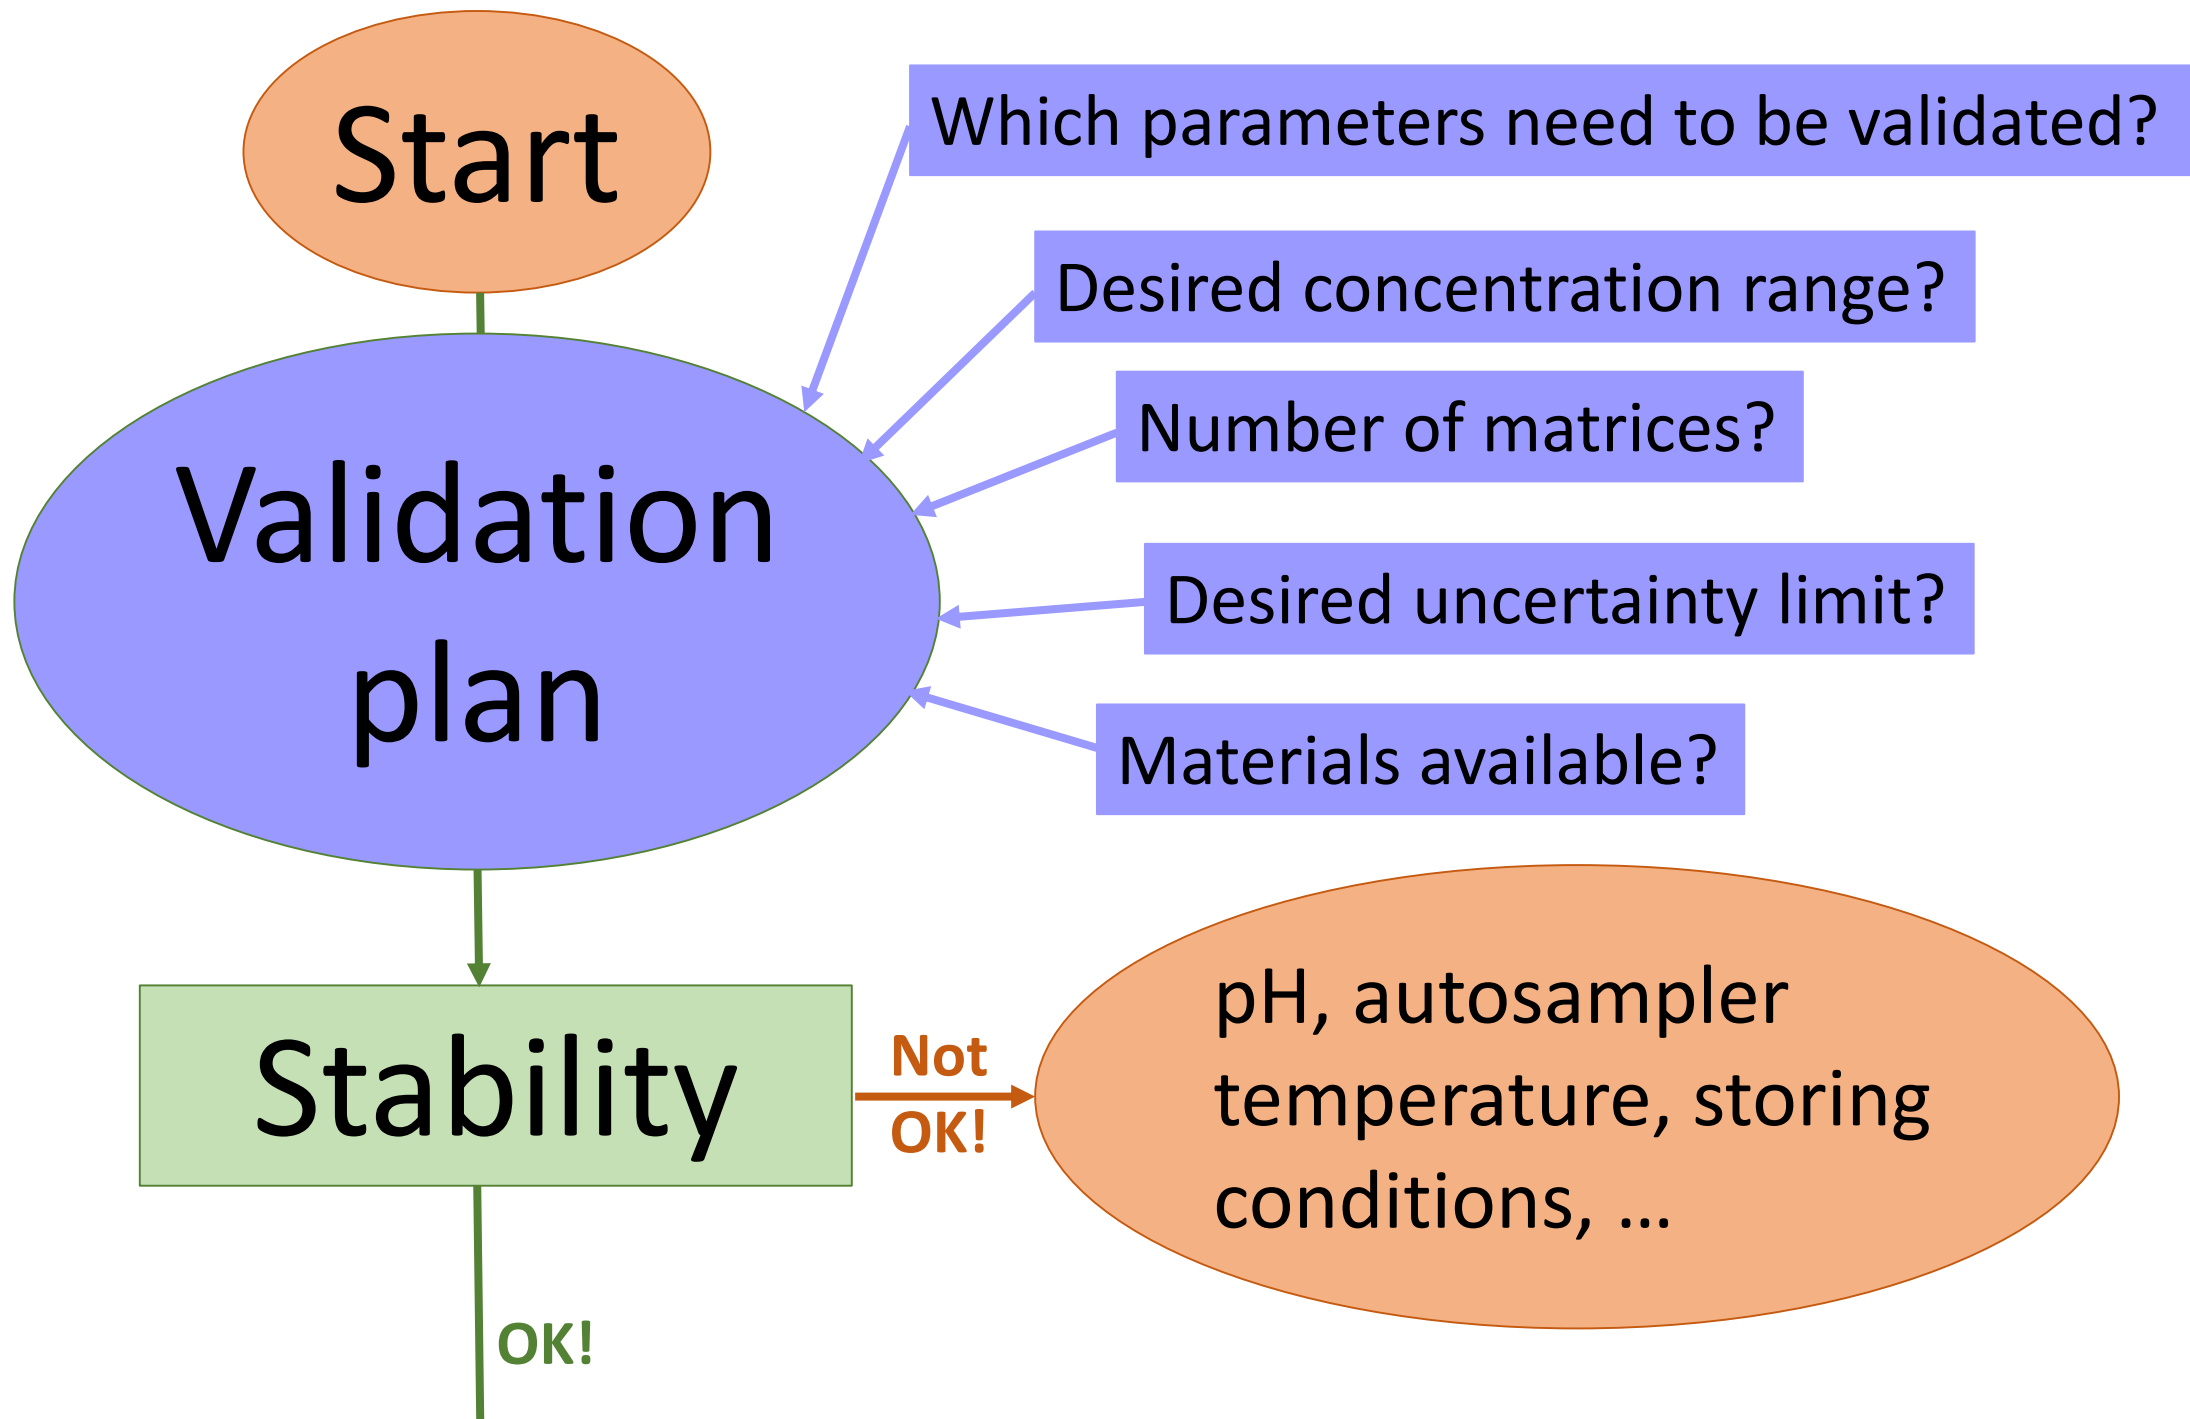 Start
Which parameters need to be validated?
Desired concentration range?
Number of matrices?
Validation
plan
Desired uncertainty limit?
Materials available?
Stability
Not
OK!
pH, autosampler
temperature, storing
conditions, ...
OK!